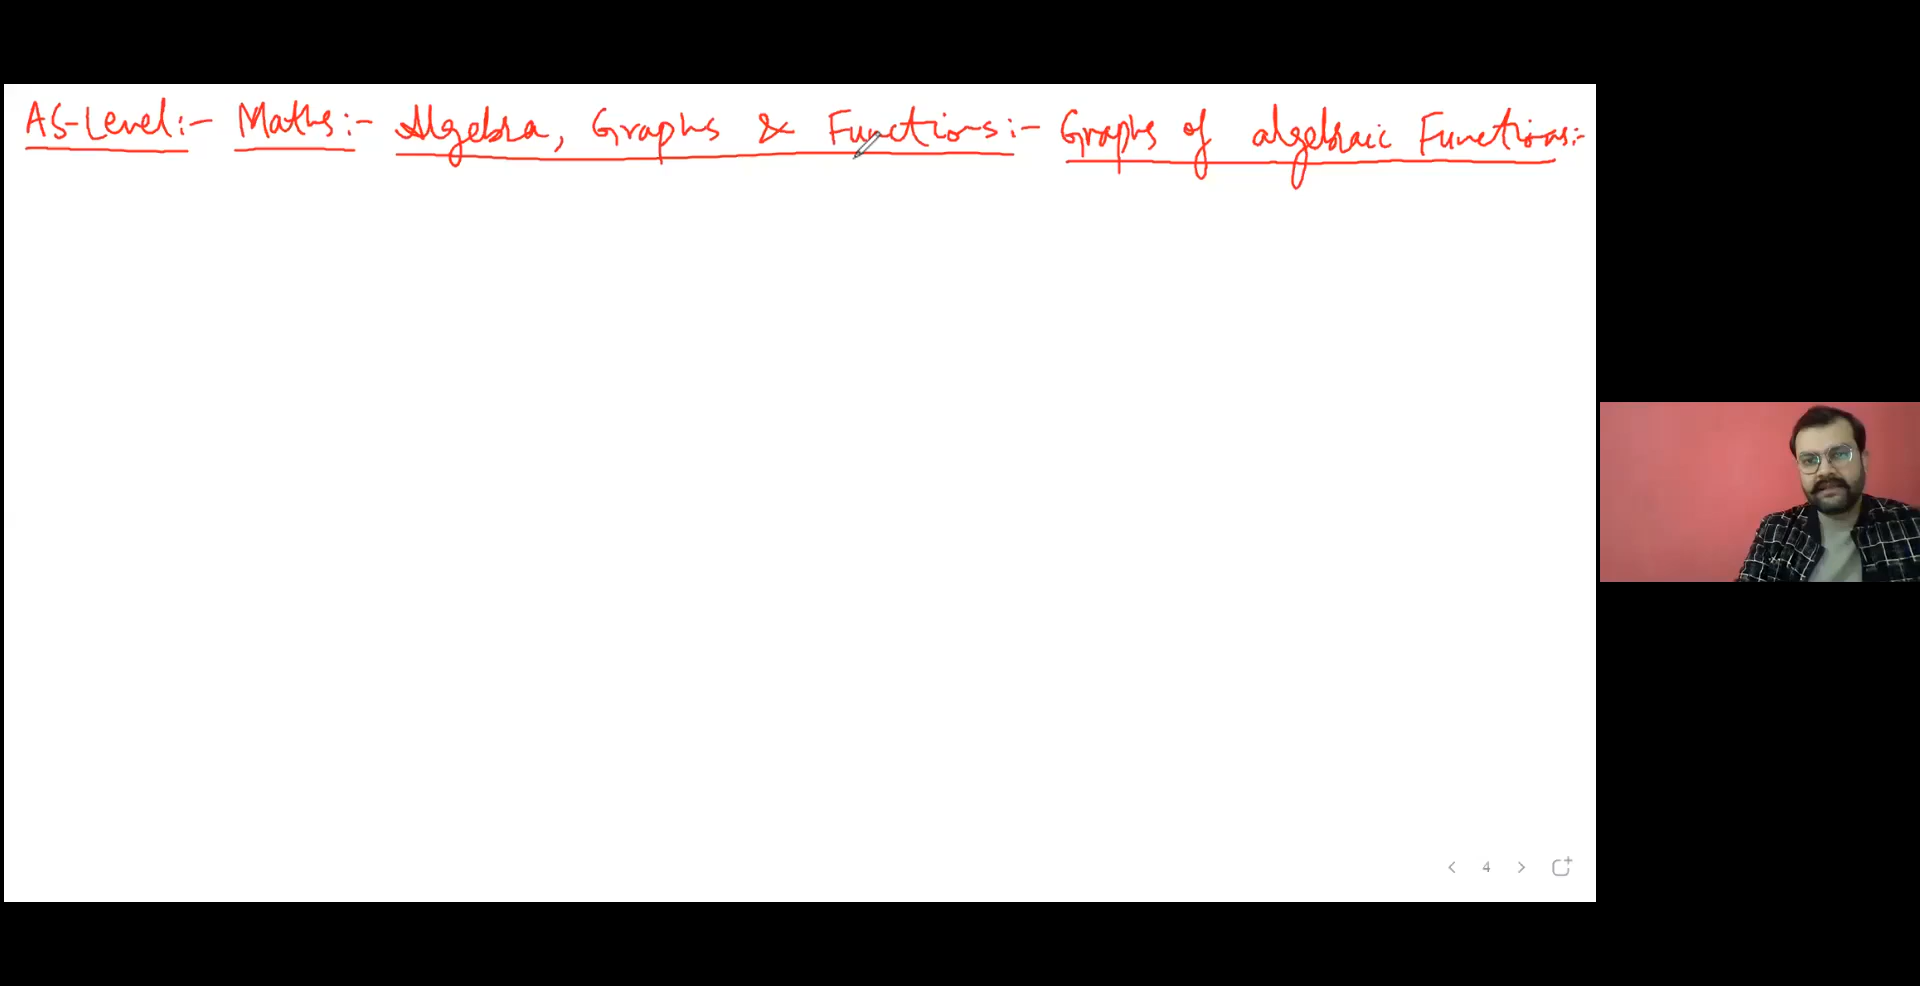 AS-Level:- Maths:- Algebra, Graphs & Functions:- Graphs of algebraic Functions:-
4